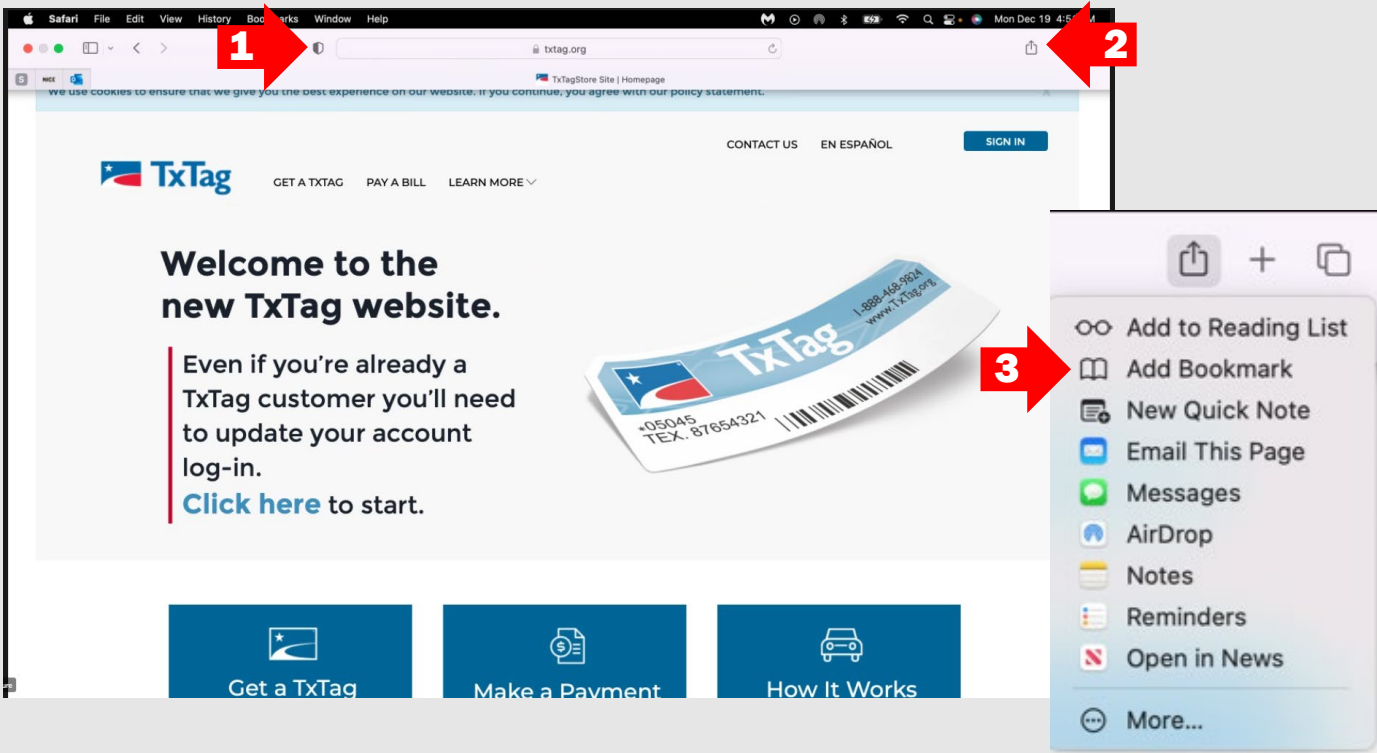 Safari File Edit View History Bookmarks Window Help
Mon Dec 19
1
2
txtag.org
S NICE
TxTagStore Site | Homepage
We use cookies to ensure that we give you the best experience on our website. If you continue, you agree with our policy statement.
CONTACT US EN ESPAÑOL SIGN IN
TxTag GET A TXTAG PAY A BILL LEARN MORE
Welcome to the
new TxTag website.
Even if you're already a
TxTag customer you'll need
to update your account
log-in.
Click here to start.
1-888-468-9824
www.TxTag.org
TxTag
*05045
TEX. 87654321
Get a TxTag
Make a Payment
How It Works
3
Add to Reading List
Add Bookmark
New Quick Note
Email This Page
Messages
AirDrop
Notes
Reminders
Open in News
More...